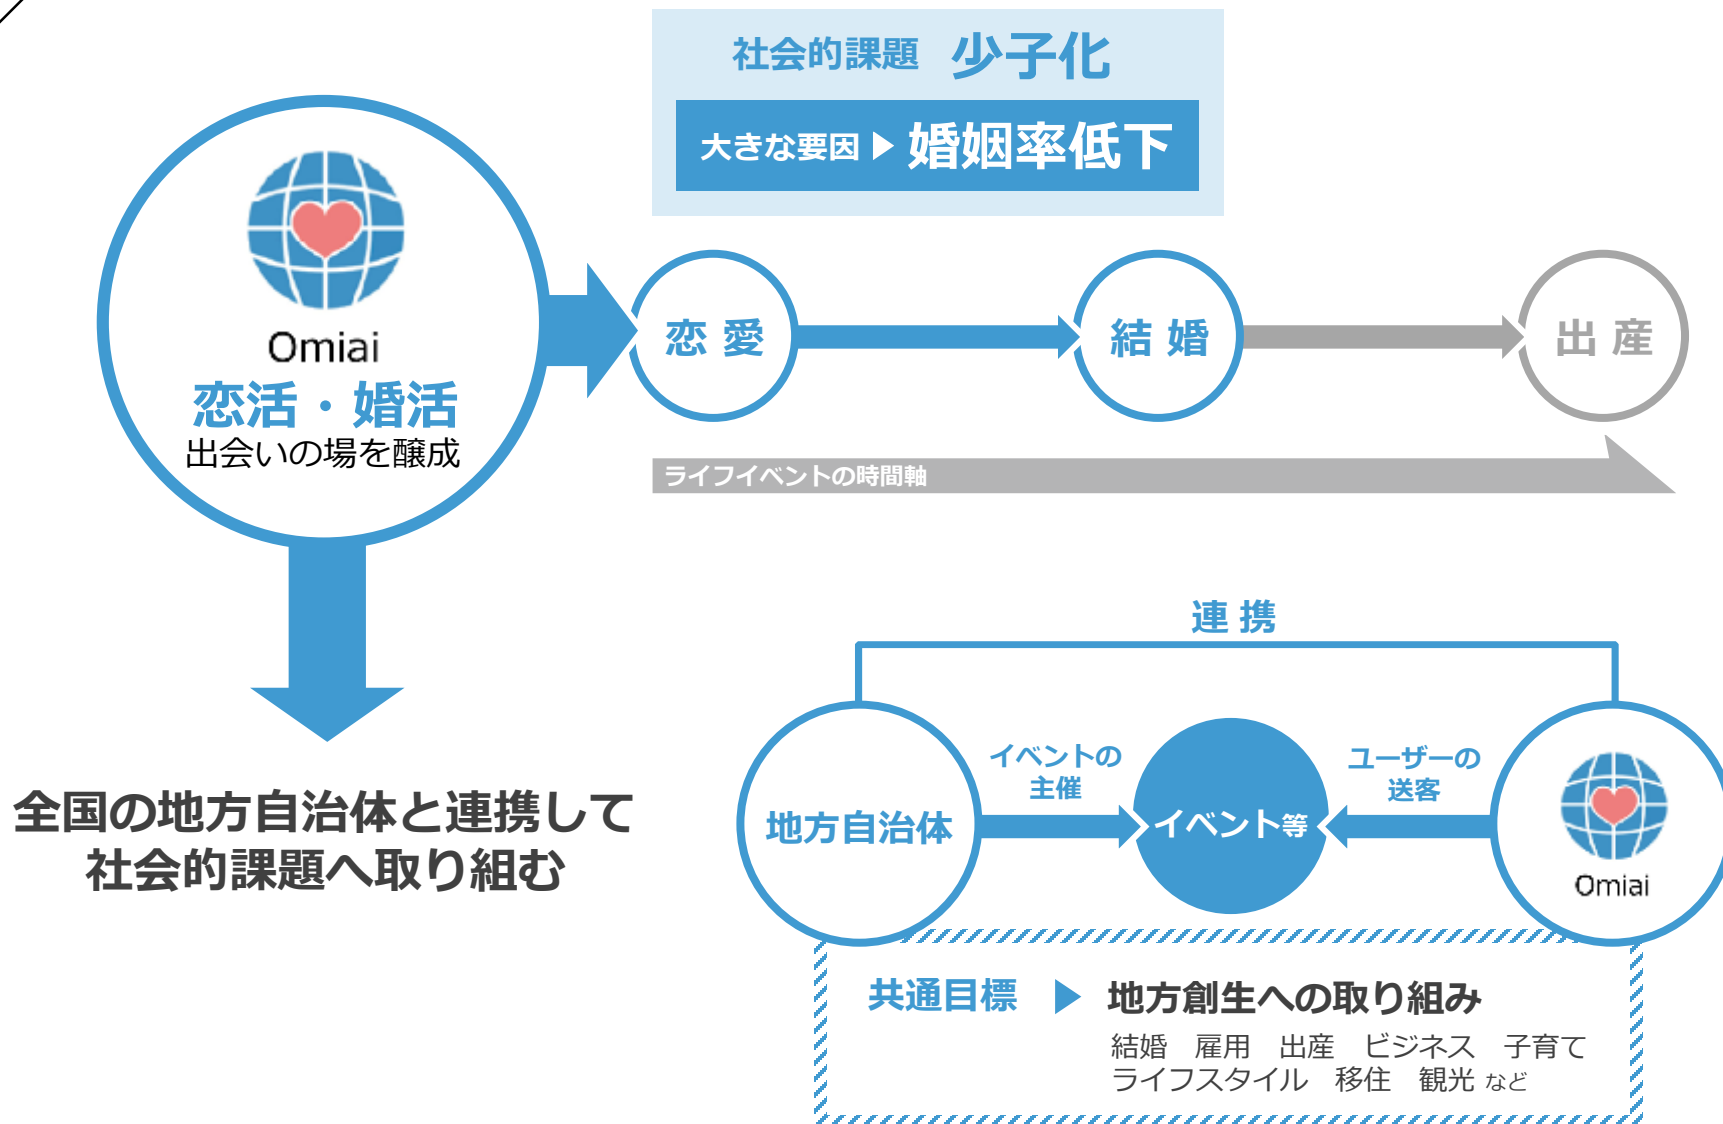 社会的課題 少子化
大きな要因▶婚姻率低下
Omiai
恋活・婚活
出会いの場を醸成
恋愛
結婚
出産
ライフイベントの時間軸
全国の地方自治体と連携して
社会的課題へ取り組む
連携
地方自治体
イベントの
主催
イベント等
ユーザーの
送客
Omiai
共通目標 ▶ 地方創生への取り組み
結婚　雇用　出産　ビジネス　子育て
ライフスタイル　移住　観光 など